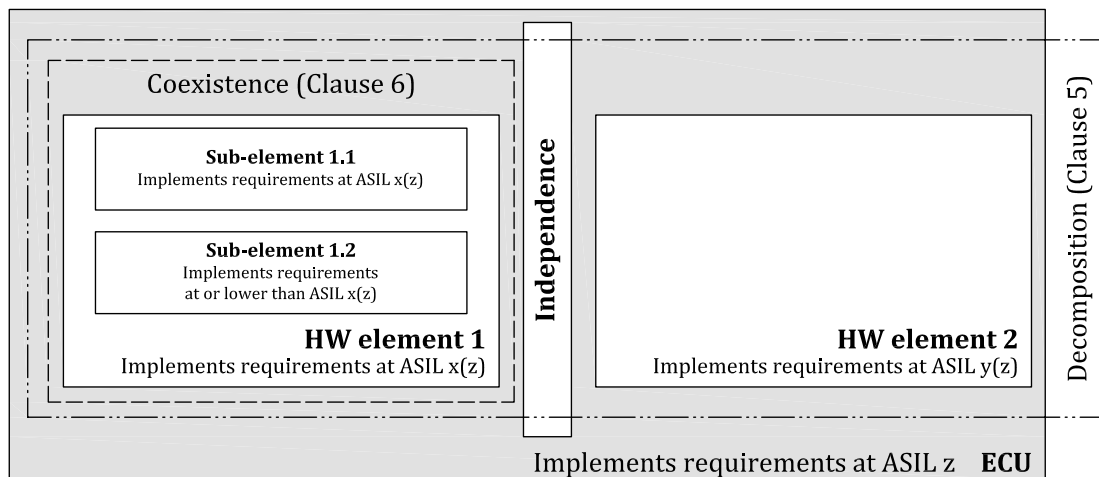 Coexistence (Clause 6)
Sub-element 1.1
Implements requirements at ASIL x(z)
Sub-element 1.2
Implements requirements
at or lower than ASIL x(z)
HW element 1
Implements requirements at ASIL x(z)
Independence
HW element 2
Implements requirements at ASIL y(z)
Decomposition (Clause 5)
Implements requirements at ASIL z ECU